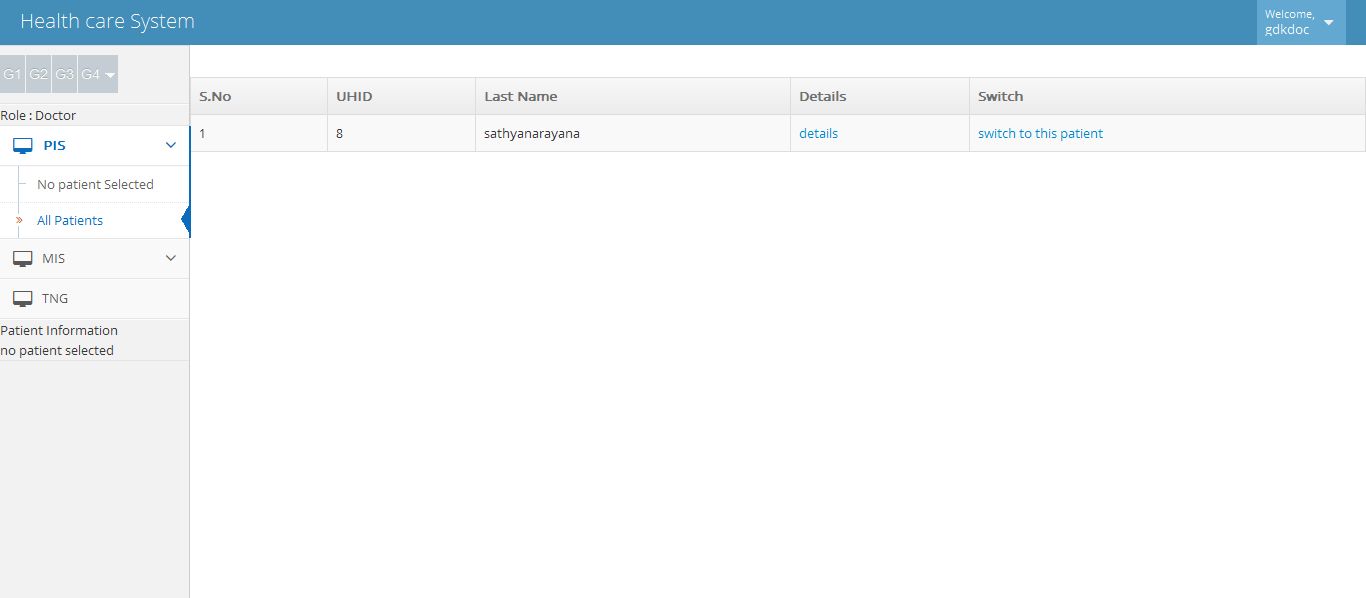 Health care System
Welcome,
gdkdoc
G1 G2 G3 G4
Role : Doctor
PIS
No patient Selected
» All Patients
MIS
TNG
Patient Information
no patient selected
S.No UHID Last Name Details Switch
1 8 sathyanarayana details switch to this patient